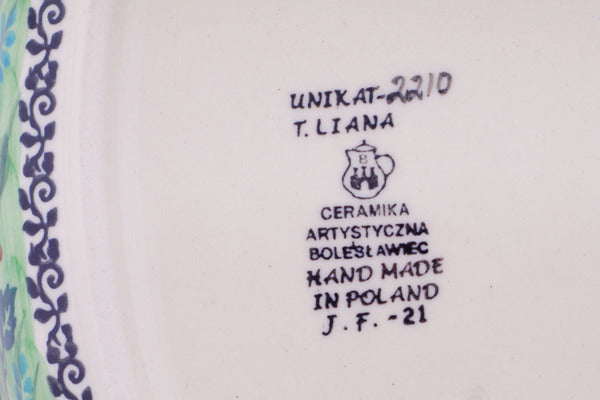 UNIKAT-2210
T. LIANA
B
CERAMIKA
ARTYSTYCZNA
BOLESŁAWIEC
HAND MADE
IN POLAND
J. F. - 21